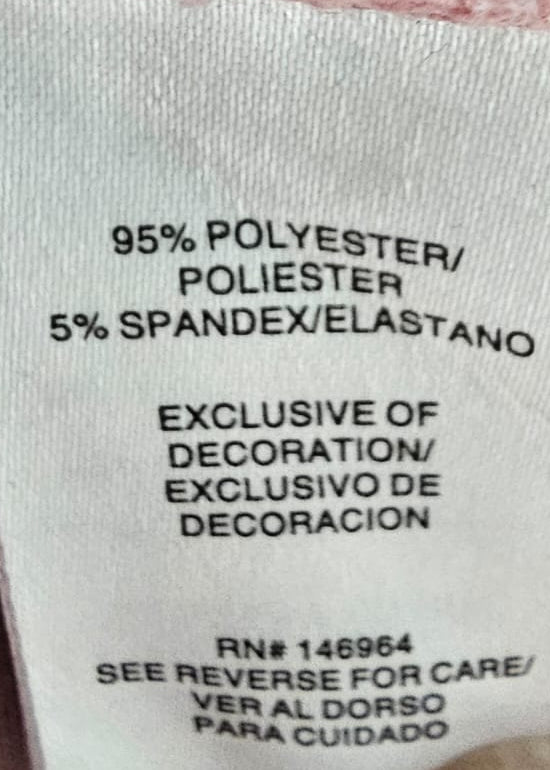 95% POLYESTER/
POLIESTER
5% SPANDEX/ELASTANO
EXCLUSIVE OF
DECORATION/
EXCLUSIVO DE
DECORACION
RN# 146964
SEE REVERSE FOR CARE/
VER AL DORSO
PARA CUIDADO